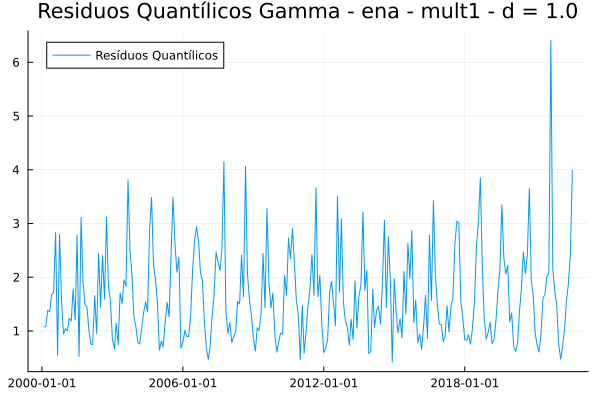 Residuos Quantílicos Gamma - ena - mult1 - d = 1.0
Resíduos Quantílicos
6
5
4
3
2
1
2000-01-01 2006-01-01 2012-01-01 2018-01-01